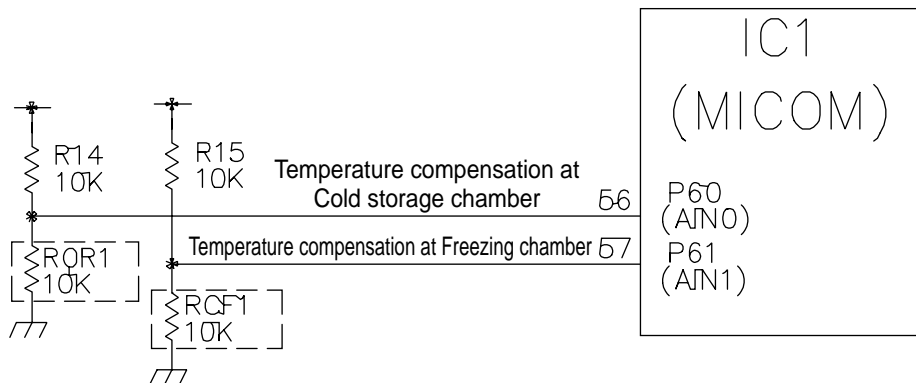 IC1
(MICOM)
R14
10K
R15
10K
Temperature compensation at
Cold storage chamber
56
P60
(AIN0)
Temperature compensation at Freezing chamber
57
P61
(AIN1)
10K
RCF1
10K